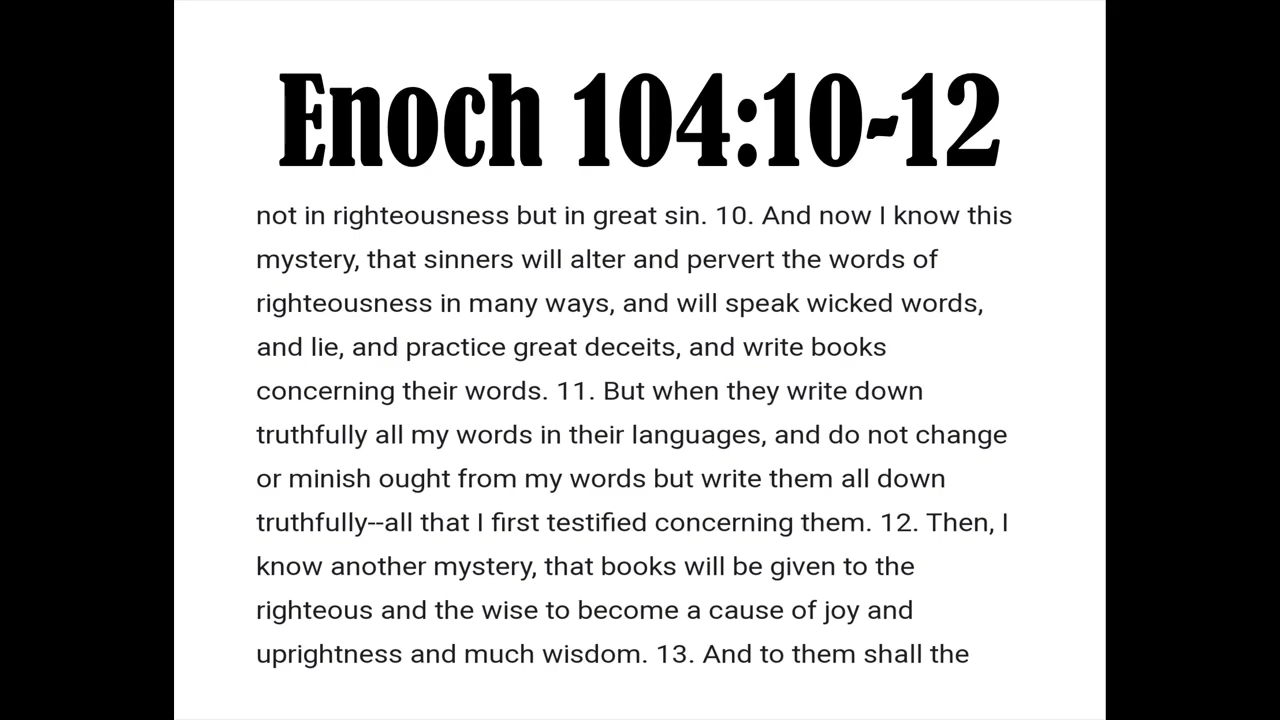 Enoch 104:10-12
not in righteousness but in great sin. 10. And now I know this
mystery, that sinners will alter and pervert the words of
righteousness in many ways, and will speak wicked words,
and lie, and practice great deceits, and write books
concerning their words. 11. But when they write down
truthfully all my words in their languages, and do not change
or minish ought from my words but write them all down
truthfully--all that I first testified concerning them. 12. Then, I
know another mystery, that books will be given to the
righteous and the wise to become a cause of joy and
uprightness and much wisdom. 13. And to them shall the